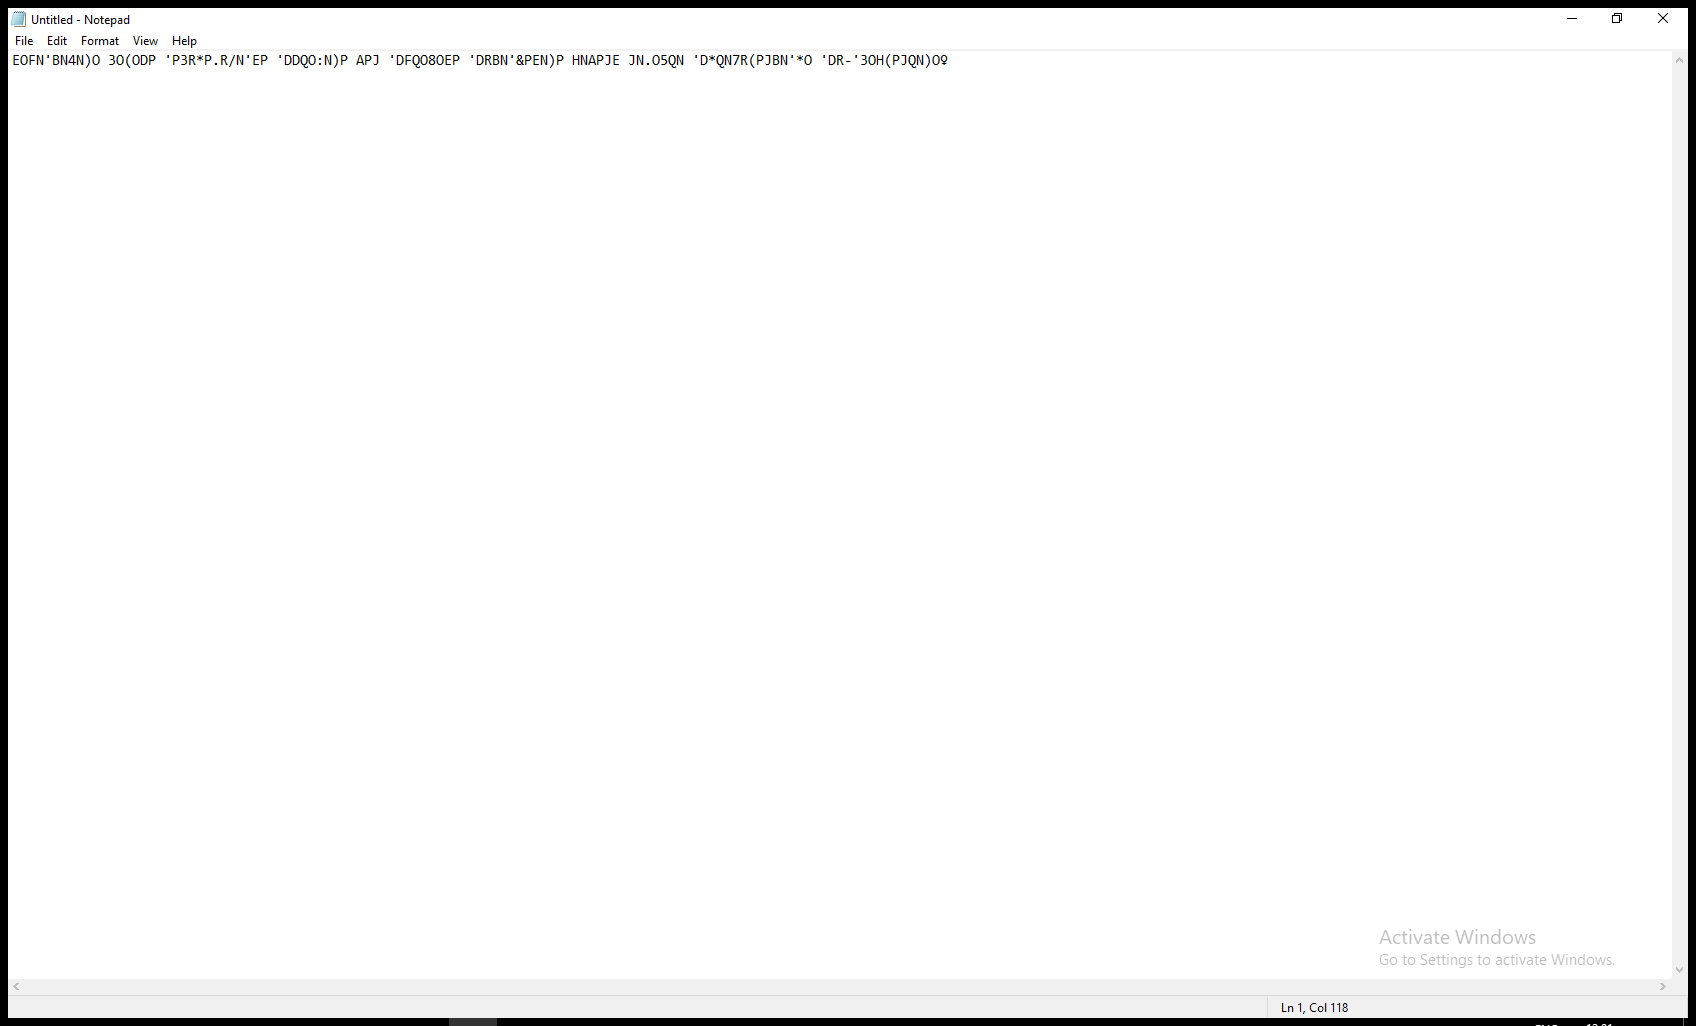 Untitled - Notepad
File Edit Format View Help
EOFN'BN4N)O 3O(ODP 'P3R*P.R/N'EP 'DDQO:N)P APJ 'DFQO8OEP 'DRBN'&PEN)P HNAPJE JN.O5QN 'D*QN7R(PJBN'*O 'DR-'3OH(PJQN)O♀
Activate Windows
Go to Settings to activate Windows.
Ln 1, Col 118